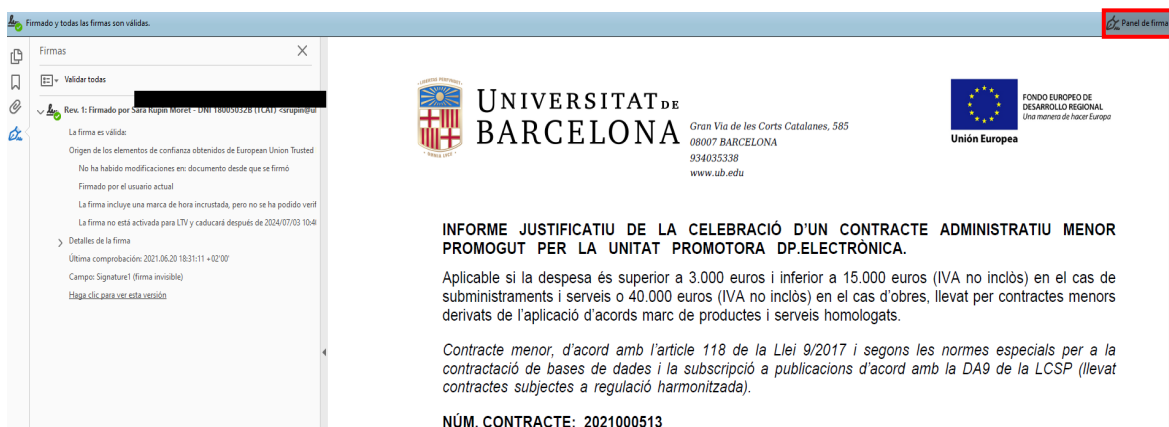 Firmado y todas las firmas son válidas.
Panel de firma
Firmas
Validar todas
Rev. 1: Firmado por Sara Rupín Moret - DNI 18005032B (TCAT) <srupin@u
La firma es válida:
Origen de los elementos de confianza obtenidos de European Union Trusted
No ha habido modificaciones en: documento desde que se firmó
Firmado por el usuario actual
La firma incluye una marca de hora incrustada, pero no se ha podido verif
La firma no está activada para LTV y caducará después de 2024/07/03 10:4
Detalles de la firma
Última comprobación: 2021.06.20 18:31:11 +02'00'
Campo: Signature1 (firma invisible)
Haga clic para ver esta versión
UNIVERSITAT DE
BARCELONA
Gran Via de les Corts Catalanes, 585
08007 BARCELONA
934035338
www.ub.edu
Unión Europea
FONDO EUROPEO DE
DESARROLLO REGIONAL
Una manera de hacer Europa
INFORME JUSTIFICATIU DE LA CELEBRACIÓ D'UN CONTRACTE ADMINISTRATIU MENOR
PROMOGUT PER LA UNITAT PROMOTORA DP.ELECTRÒNICA.
Aplicable si la despesa és superior a 3.000 euros i inferior a 15.000 euros (IVA no inclòs) en el cas de
subministraments i serveis o 40.000 euros (IVA no inclòs) en el cas d'obres, llevat per contractes menors
derivats de l'aplicació d'acords marc de productes i serveis homologats.
Contracte menor, d'acord amb l'article 118 de la Llei 9/2017 i segons les normes especials per a la
contractació de bases de dades i la subscripció a publicacions d'acord amb la DA9 de la LCSP (llevat
contractes subjectes a regulació harmonitzada).
NÚM. CONTRACTE: 2021000513